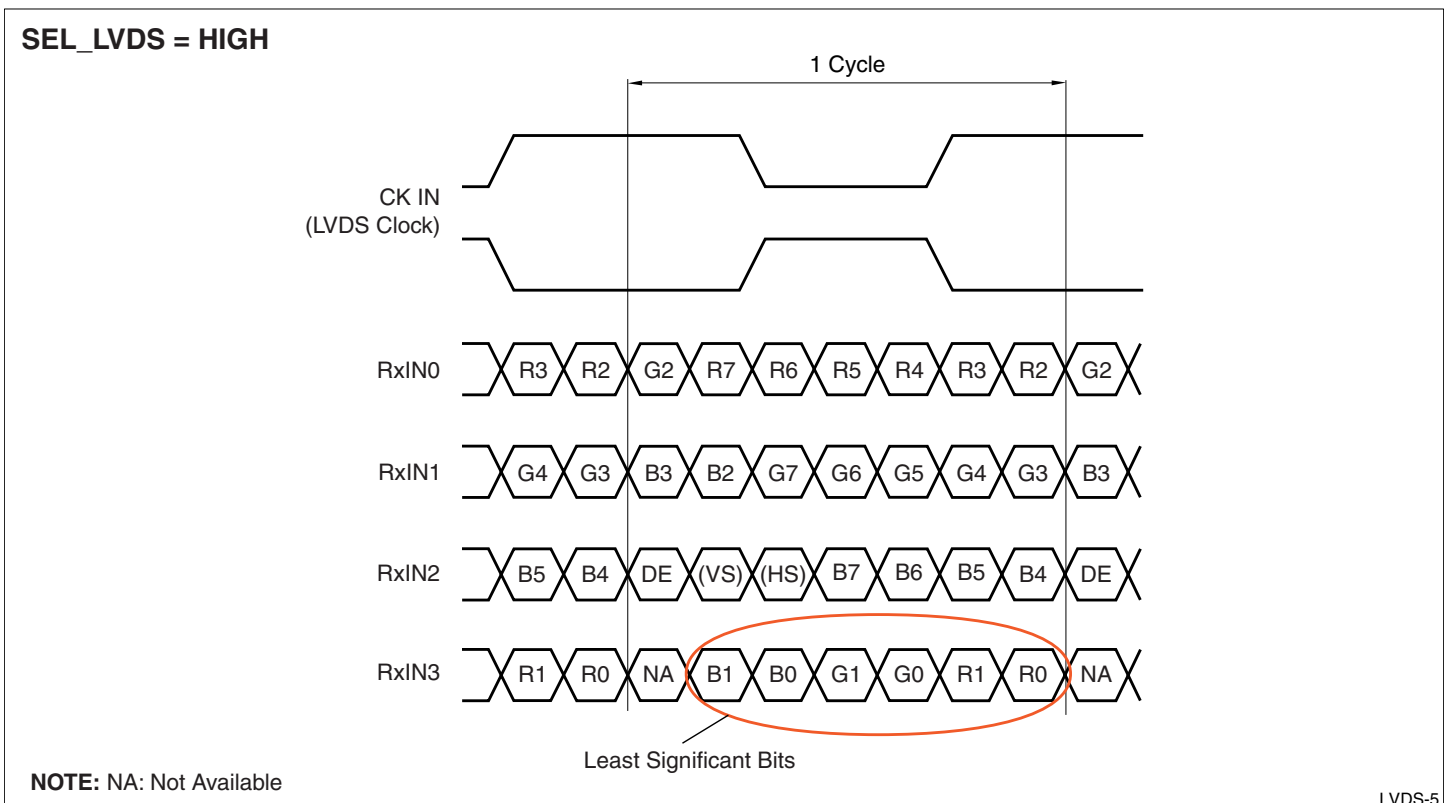 SEL_LVDS = HIGH
1 Cycle
CK IN
(LVDS Clock)
RxIN0 R3 R2 G2 R7 R6 R5 R4 R3 R2 G2
RxIN1 G4 G3 B3 B2 G7 G6 G5 G4 G3 B3
RxIN2 B5 B4 DE (VS) (HS) B7 B6 B5 B4 DE
RxIN3 R1 R0 NA B1 B0 G1 G0 R1 R0 NA
Least Significant Bits
NOTE: NA: Not Available
LVDS-5